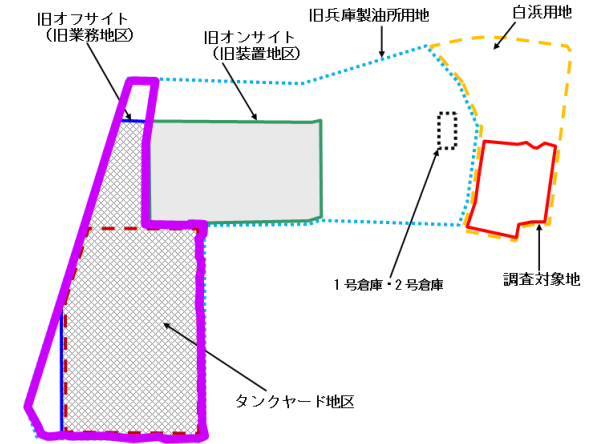 旧オフサイト
（旧業務地区）
旧オンサイト
（旧装置地区）
旧兵庫製油所用地
白浜用地
１号倉庫・２号倉庫
調査対象地
タンクヤード地区